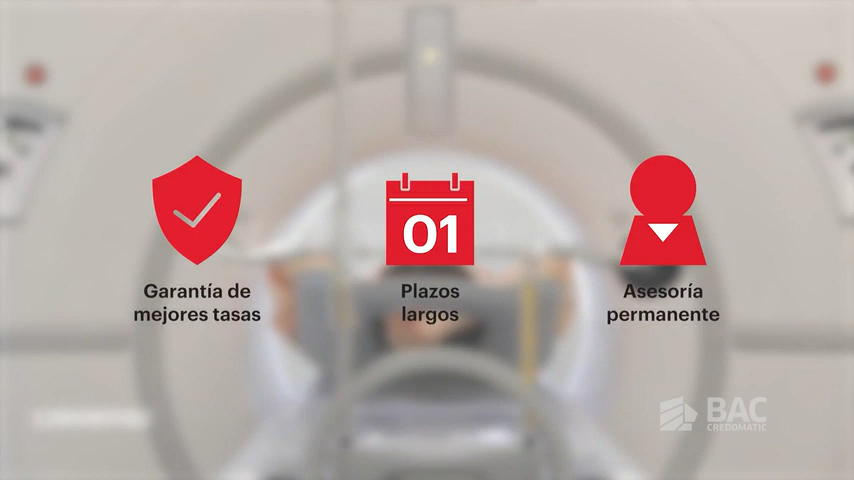 01
Garantía de
mejores tasas
Plazos
largos
Asesoría
permanente
BAC
CREDOMATIC